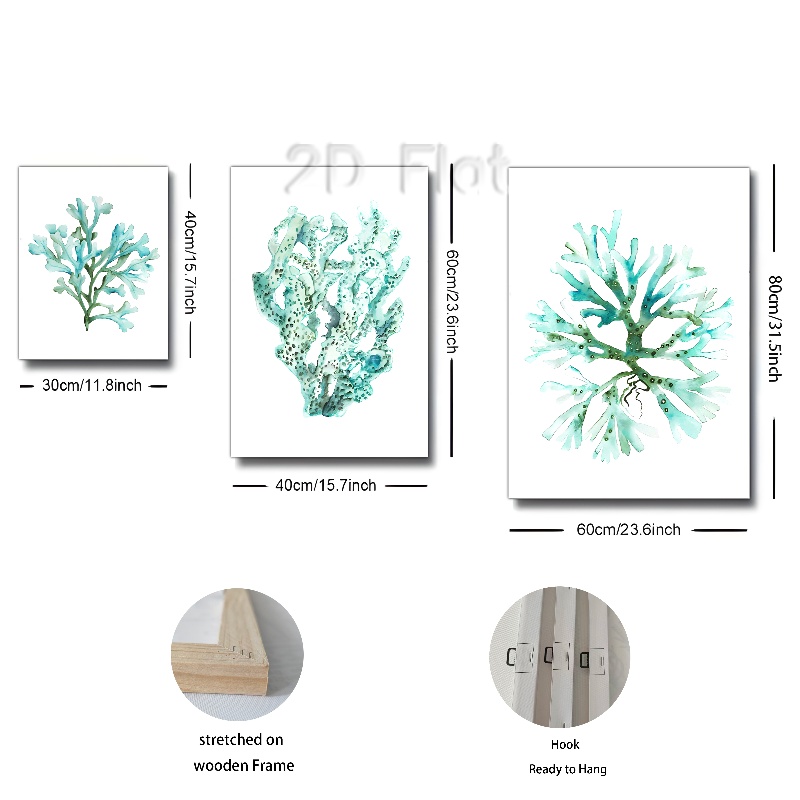 2D Flat
40cm/15.7inch
60cm/23.6inch
80cm/31.5inch
30cm/11.8inch
40cm/15.7inch
60cm/23.6inch
stretched on
wooden Frame
Hook
Ready to Hang